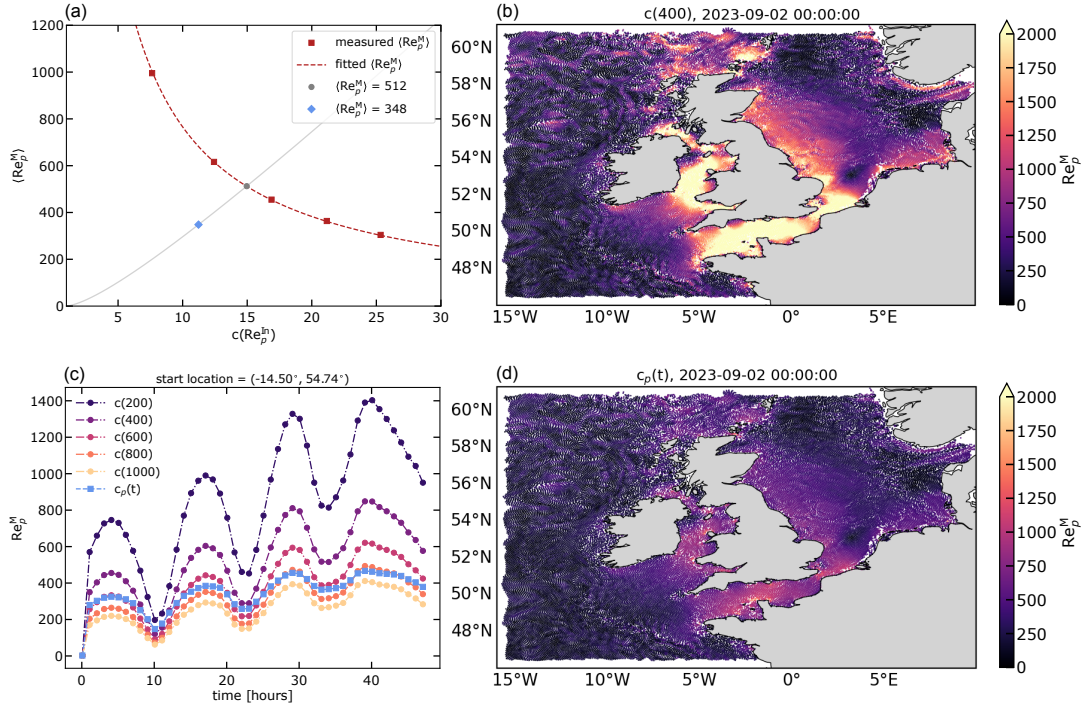 (a)
1200
1000
800
600
400
200
0
5
10
15
20
25
30
⟨Re_p^M⟩
c(Re_p^In)
measured ⟨Re_p^M⟩
fitted ⟨Re_p^M⟩
⟨Re_p^M⟩ = 512
⟨Re_p^M⟩ = 348
(b)
c(400), 2023-09-02 00:00:00
60°N
58°N
56°N
54°N
52°N
50°N
48°N
15°W
10°W
5°W
0°
5°E
2000
1750
1500
1250
1000
750
500
250
0
Re_p^M
(c)
start location = (-14.50°, 54.74°)
1400
1200
1000
800
600
400
200
0
0
10
20
30
40
Re_p^M
time [hours]
c(200)
c(400)
c(600)
c(800)
c(1000)
c_p(t)
(d)
c_p(t), 2023-09-02 00:00:00
60°N
58°N
56°N
54°N
52°N
50°N
48°N
15°W
10°W
5°W
0°
5°E
2000
1750
1500
1250
1000
750
500
250
0
Re_p^M